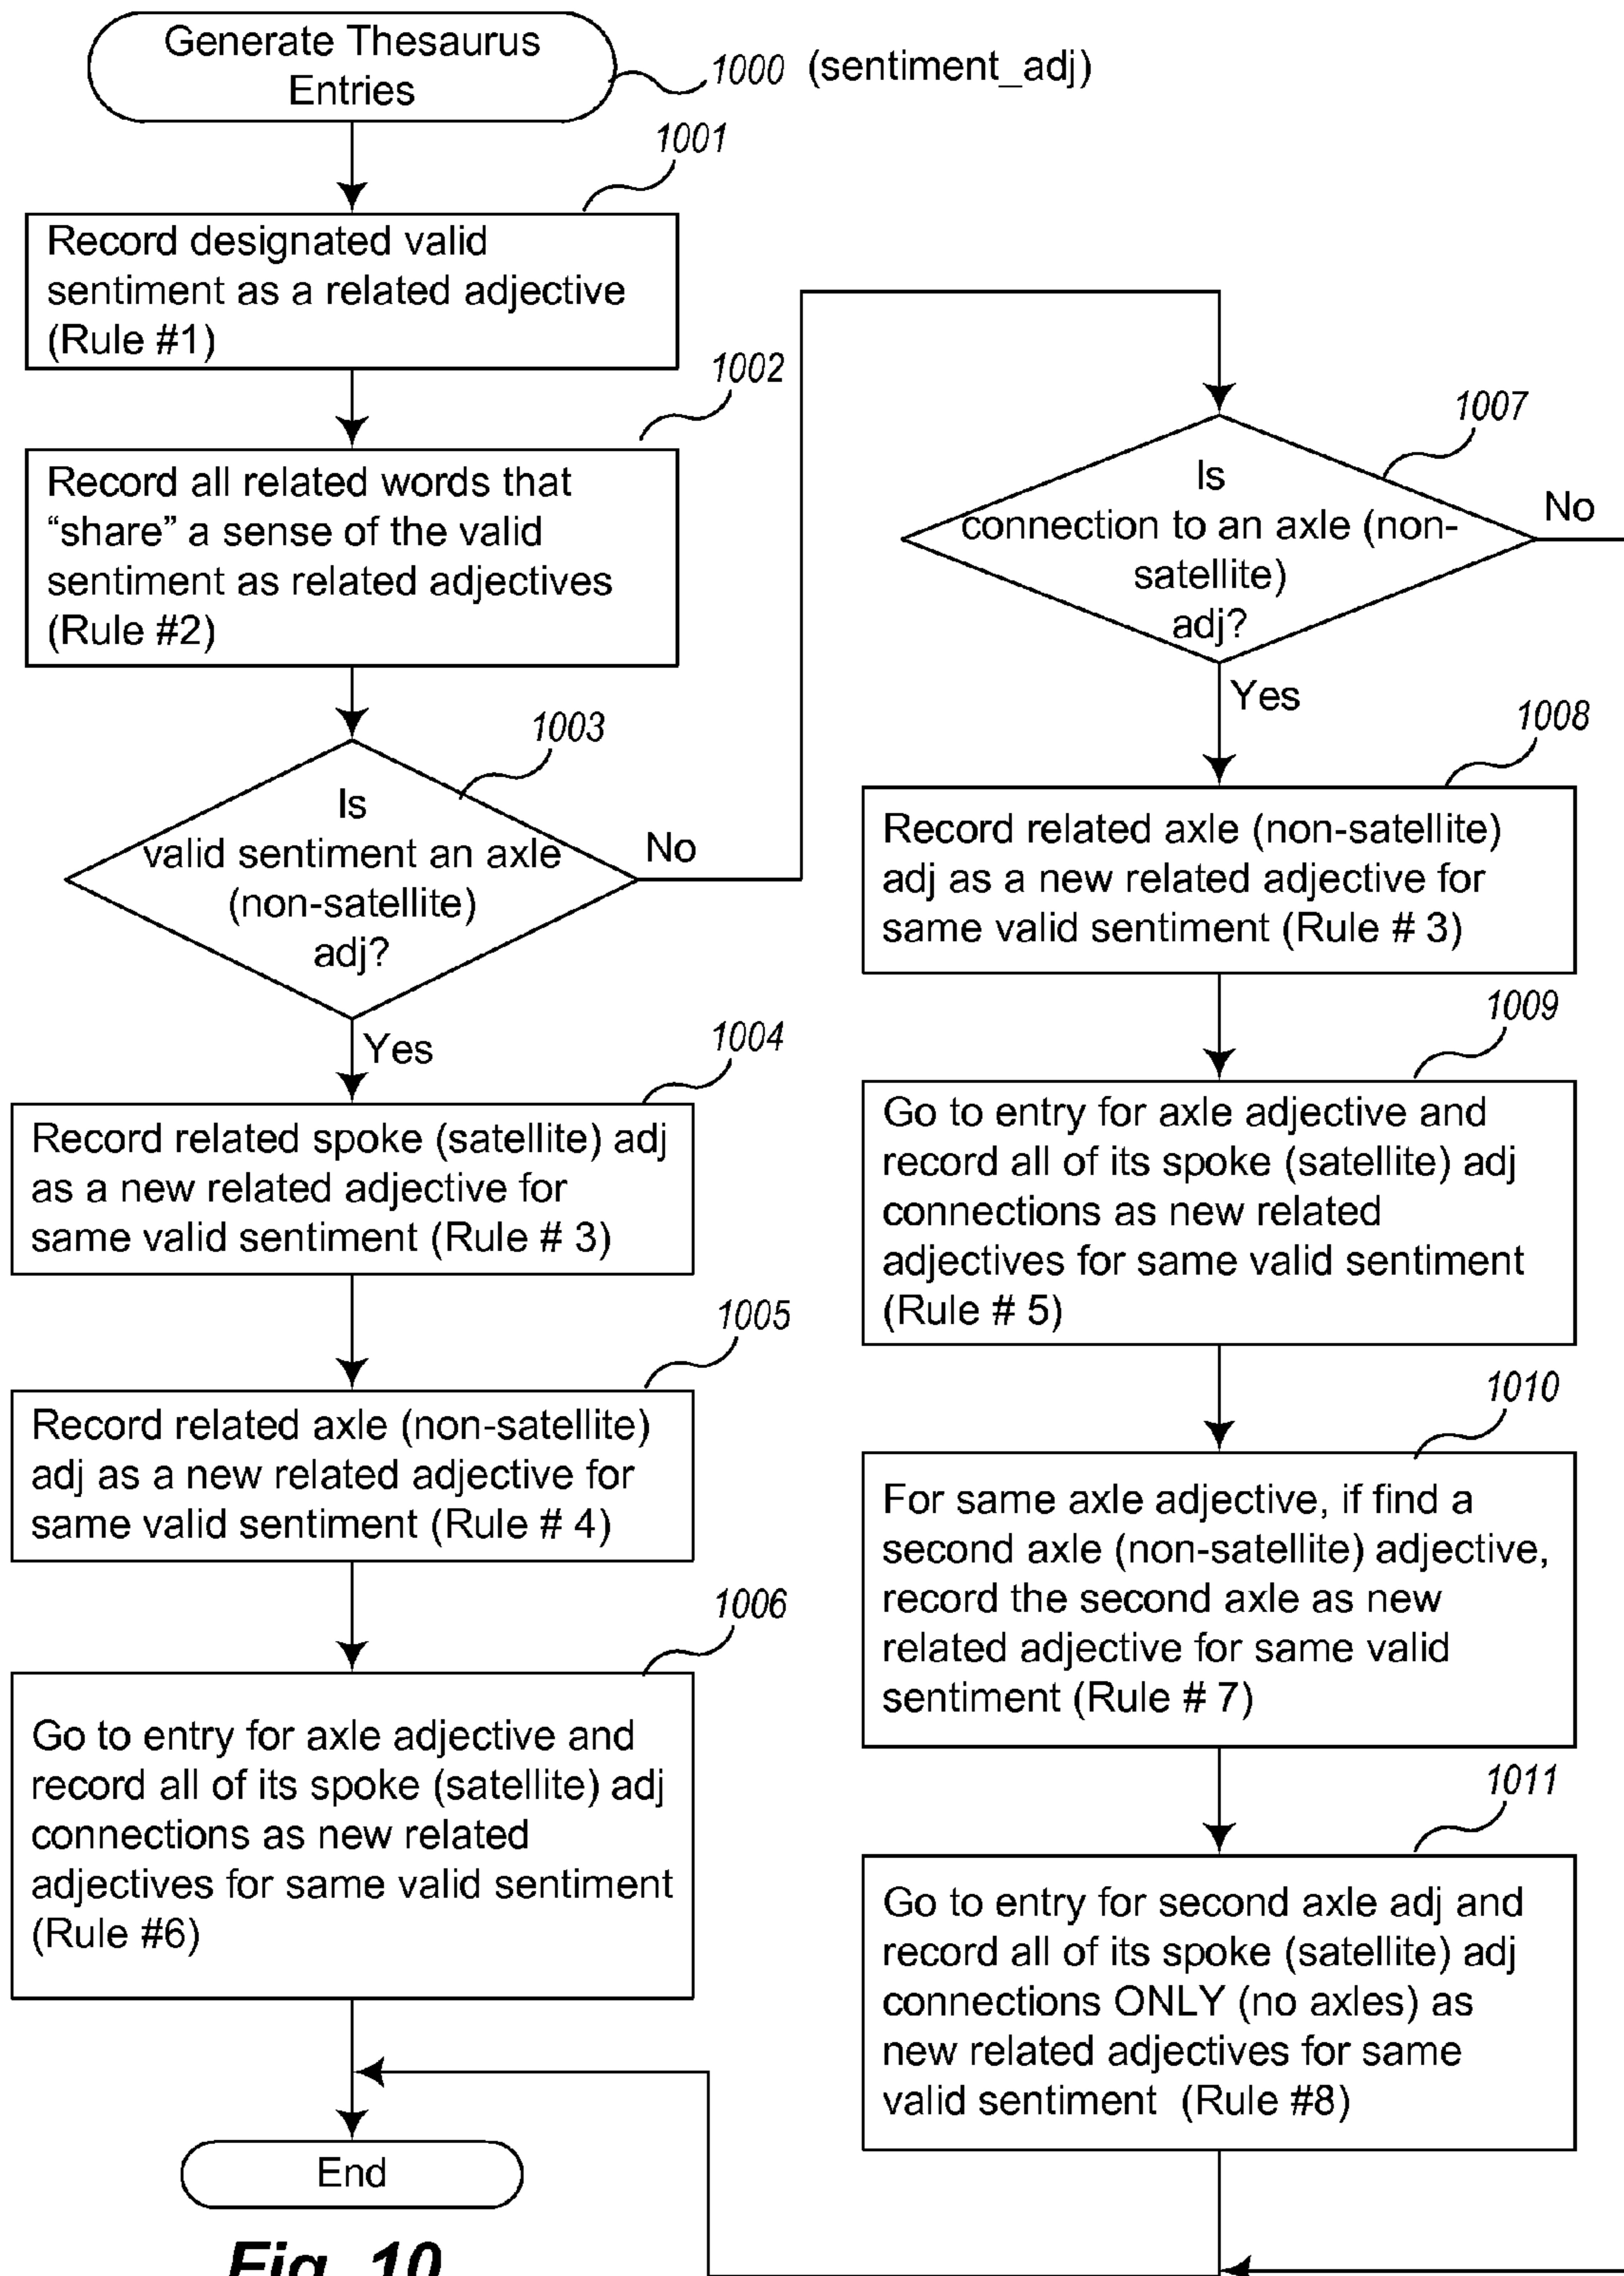 Generate Thesaurus
Entries
1000 (sentiment_adj)
1001
Record designated valid
sentiment as a related adjective
(Rule #1)
1002
Record all related words that
“share” a sense of the valid
sentiment as related adjectives
(Rule #2)
1003
Is
valid sentiment an axle
(non-satellite)
adj?
No
Yes
1004
Record related spoke (satellite) adj
as a new related adjective for
same valid sentiment (Rule # 3)
1005
Record related axle (non-satellite)
adj as a new related adjective for
same valid sentiment (Rule # 4)
1006
Go to entry for axle adjective and
record all of its spoke (satellite) adj
connections as new related
adjectives for same valid sentiment
(Rule #6)
End
Fig. 10
1007
Is
connection to an axle (non-
satellite)
adj?
No
Yes
1008
Record related axle (non-satellite)
adj as a new related adjective for
same valid sentiment (Rule # 3)
1009
Go to entry for axle adjective and
record all of its spoke (satellite) adj
connections as new related
adjectives for same valid sentiment
(Rule # 5)
1010
For same axle adjective, if find a
second axle (non-satellite) adjective,
record the second axle as new
related adjective for same valid
sentiment (Rule # 7)
1011
Go to entry for second axle adj and
record all of its spoke (satellite) adj
connections ONLY (no axles) as
new related adjectives for same
valid sentiment (Rule #8)